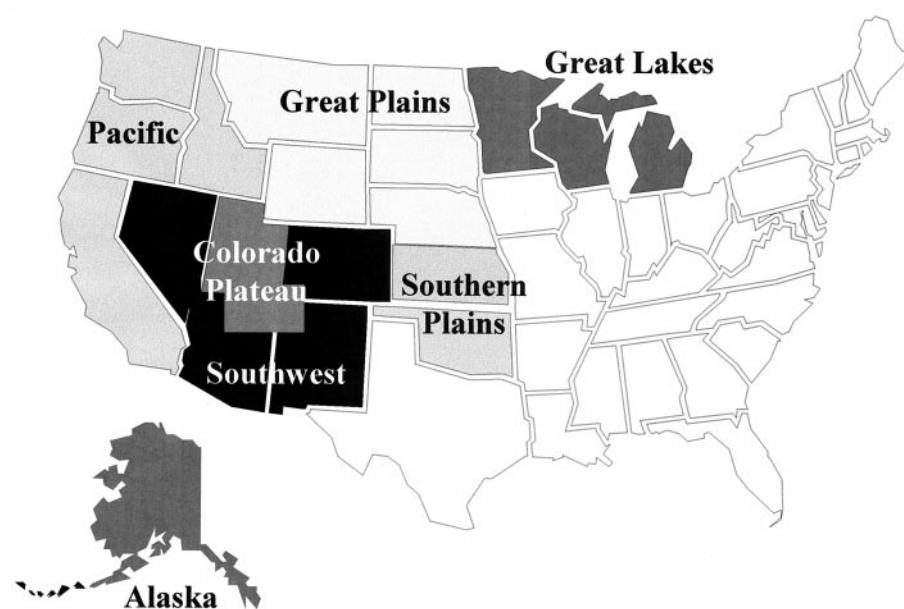 Great Lakes
Great Plains
Pacific
Colorado
Plateau
Southern
Plains
Southwest
Alaska